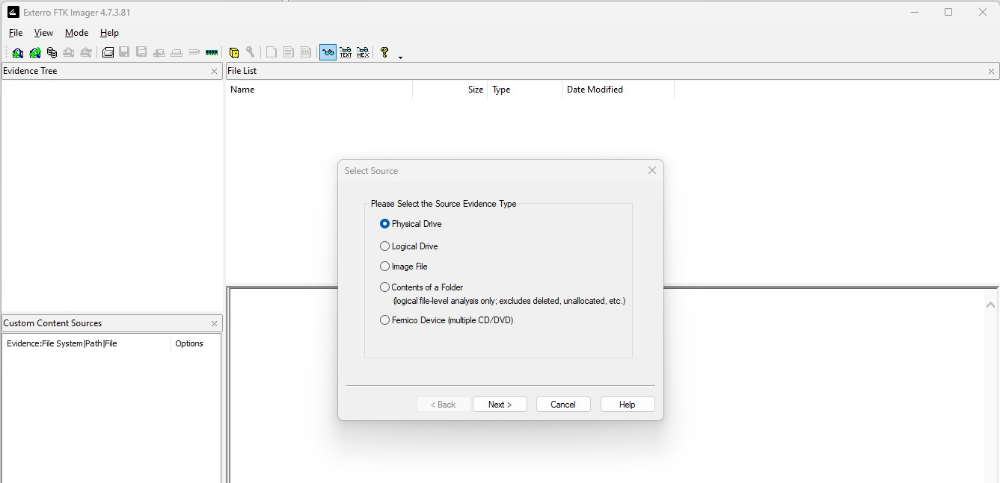 Exterro FTK Imager 4.7.3.81
File View Mode Help
TEXT HEX
Evidence Tree
File List
Name Size Type Date Modified
Select Source
Please Select the Source Evidence Type
Physical Drive
Logical Drive
Image File
Contents of a Folder
(logical file-level analysis only; excludes deleted, unallocated, etc.)
Fernico Device (multiple CD/DVD)
Custom Content Sources
Evidence:File System|Path|File Options
< Back Next > Cancel Help